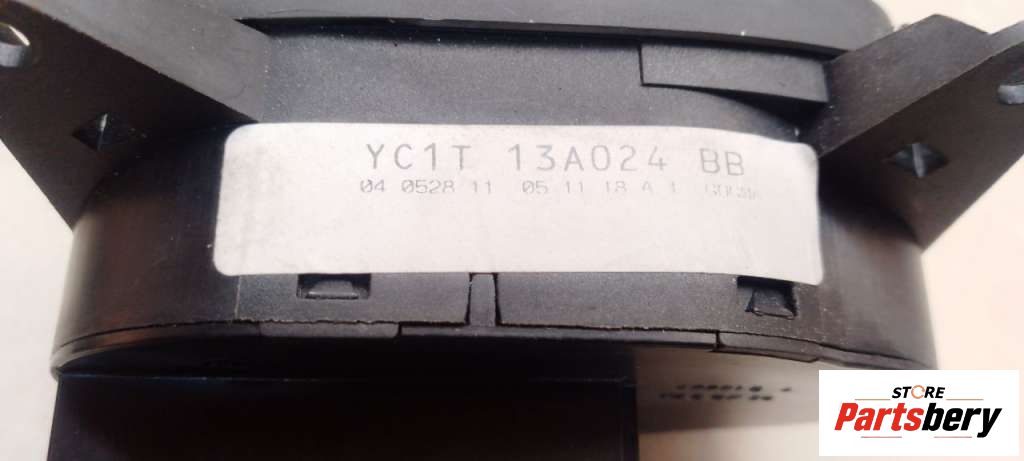 YC1T 13A024 BB
04 0528 11 05 11 18 A 1
STORE
Partsbery